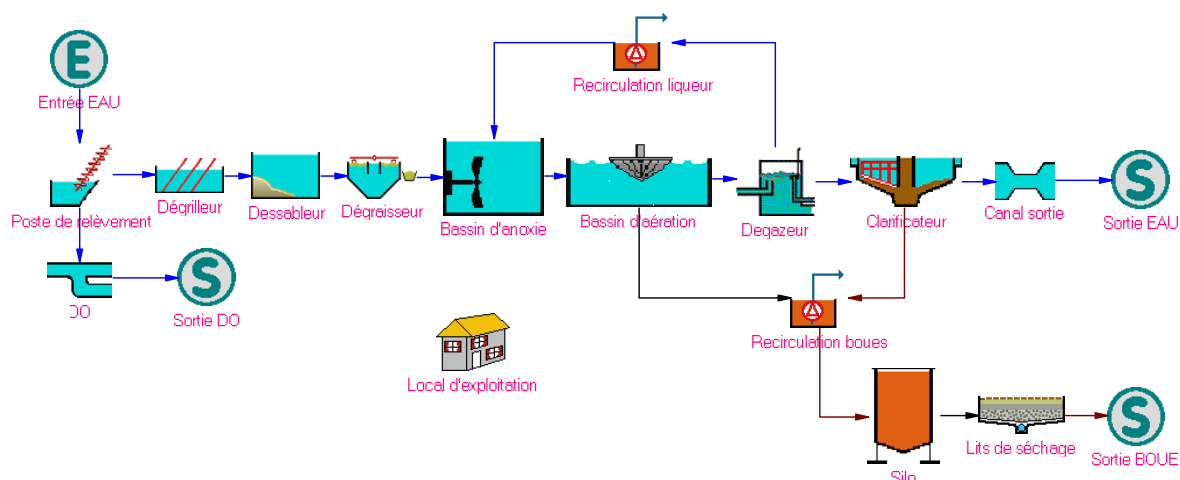 E
Entrée EAU
Recirculation liqueur
Poste de relèvement
Dégrilleur
Dessableur
Dégraisseur
Bassin d'anoxie
Bassin d'aération
Degazeur
Clarificateur
Canal sortie
S
Sortie EAU
DO
S
Sortie DO
Local d'exploitation
Recirculation boues
Silo
Lits de séchage
S
Sortie BOUE